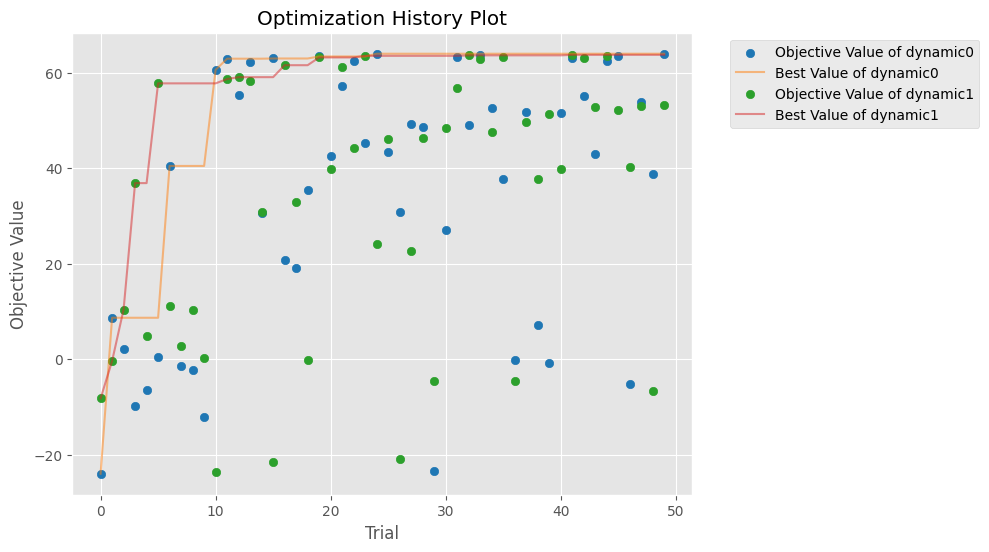 Optimization History Plot
Objective Value
60
40
20
0
−20
0 10 20 30 40 50
Trial
Objective Value of dynamic0
Best Value of dynamic0
Objective Value of dynamic1
Best Value of dynamic1